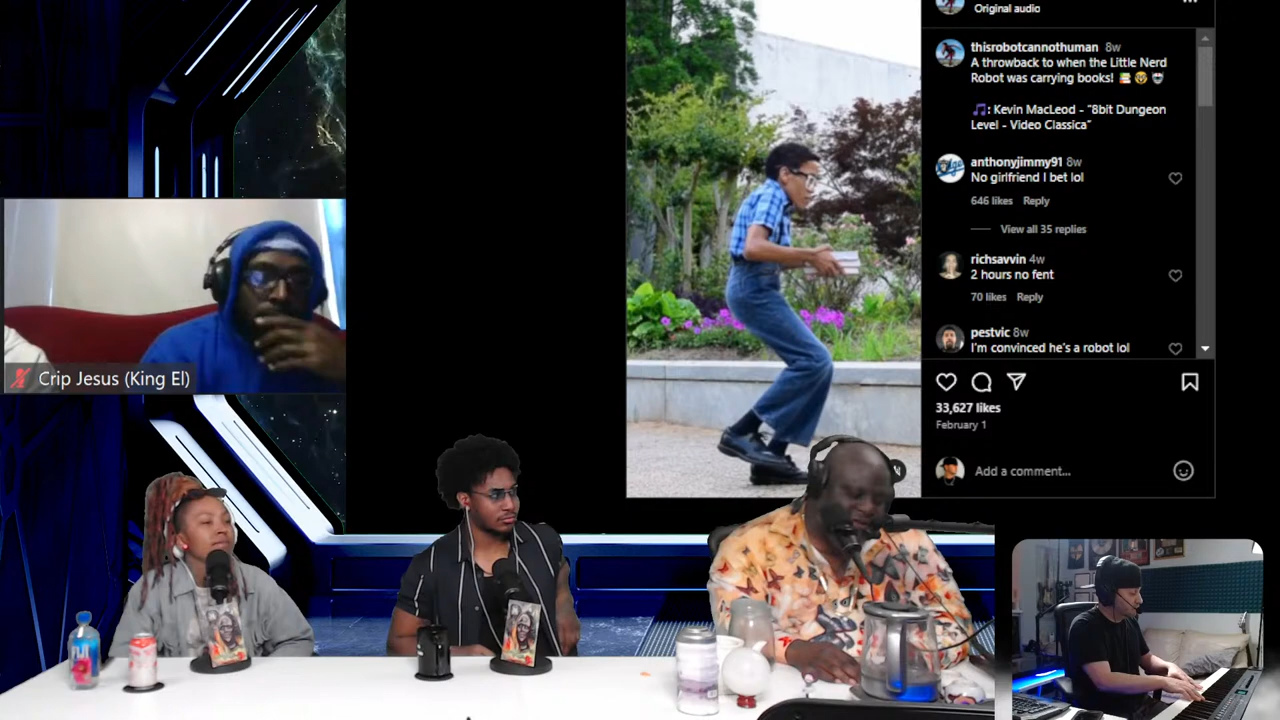 Original audio
thisrobotcannothuman 8w
A throwback to when the Little Nerd
Robot was carrying books!
: Kevin MacLeod - "8bit Dungeon
Level - Video Classica"
anthonyjimmy91 8w
No girlfriend I bet lol
646 likes Reply
View all 35 replies
richsavvin 4w
2 hours no fent
70 likes Reply
pestvic 8w
I'm convinced he's a robot lol
33,627 likes
February 1
Add a comment...
Crip Jesus (King El)